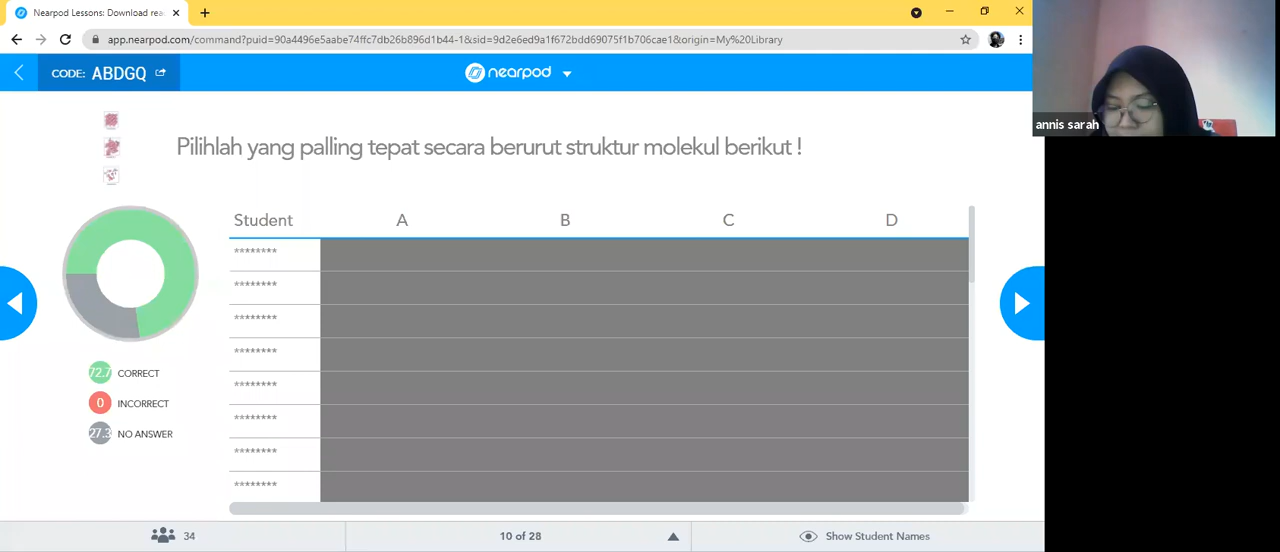 Nearpod Lessons: Download rea
app.nearpod.com/command?puid=90a4496e5aabe74ffc7db26b896d1b44-1&sid=9d2e6ed9a1f672bdd69075f1b706cae1&origin=My%20Library
CODE: ABDGQ
nearpod
annis sarah
Pilihlah yang palling tepat secara berurut struktur molekul berikut !
Student A B C D
********
********
********
********
********
********
********
********
72.7 CORRECT
0 INCORRECT
27.3 NO ANSWER
34
10 of 28
Show Student Names